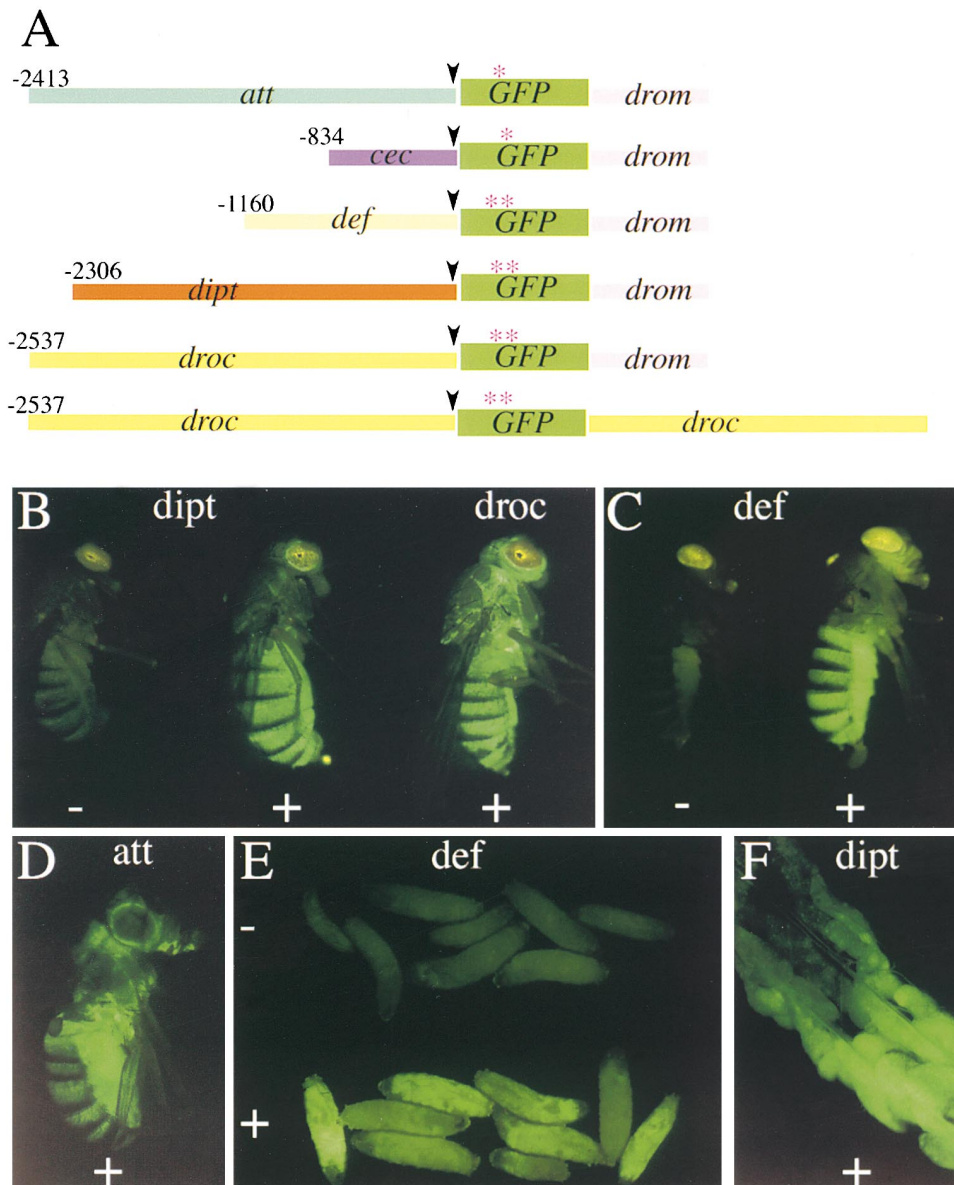 A
-2413
att
*
GFP
drom
-834
cec
*
GFP
drom
-1160
def
**
GFP
drom
-2306
dipt
**
GFP
drom
-2537
droc
**
GFP
drom
-2537
droc
**
GFP
droc
B dipt droc
- + +
C def
- +
D att
+
E def
-
+
F dipt
+